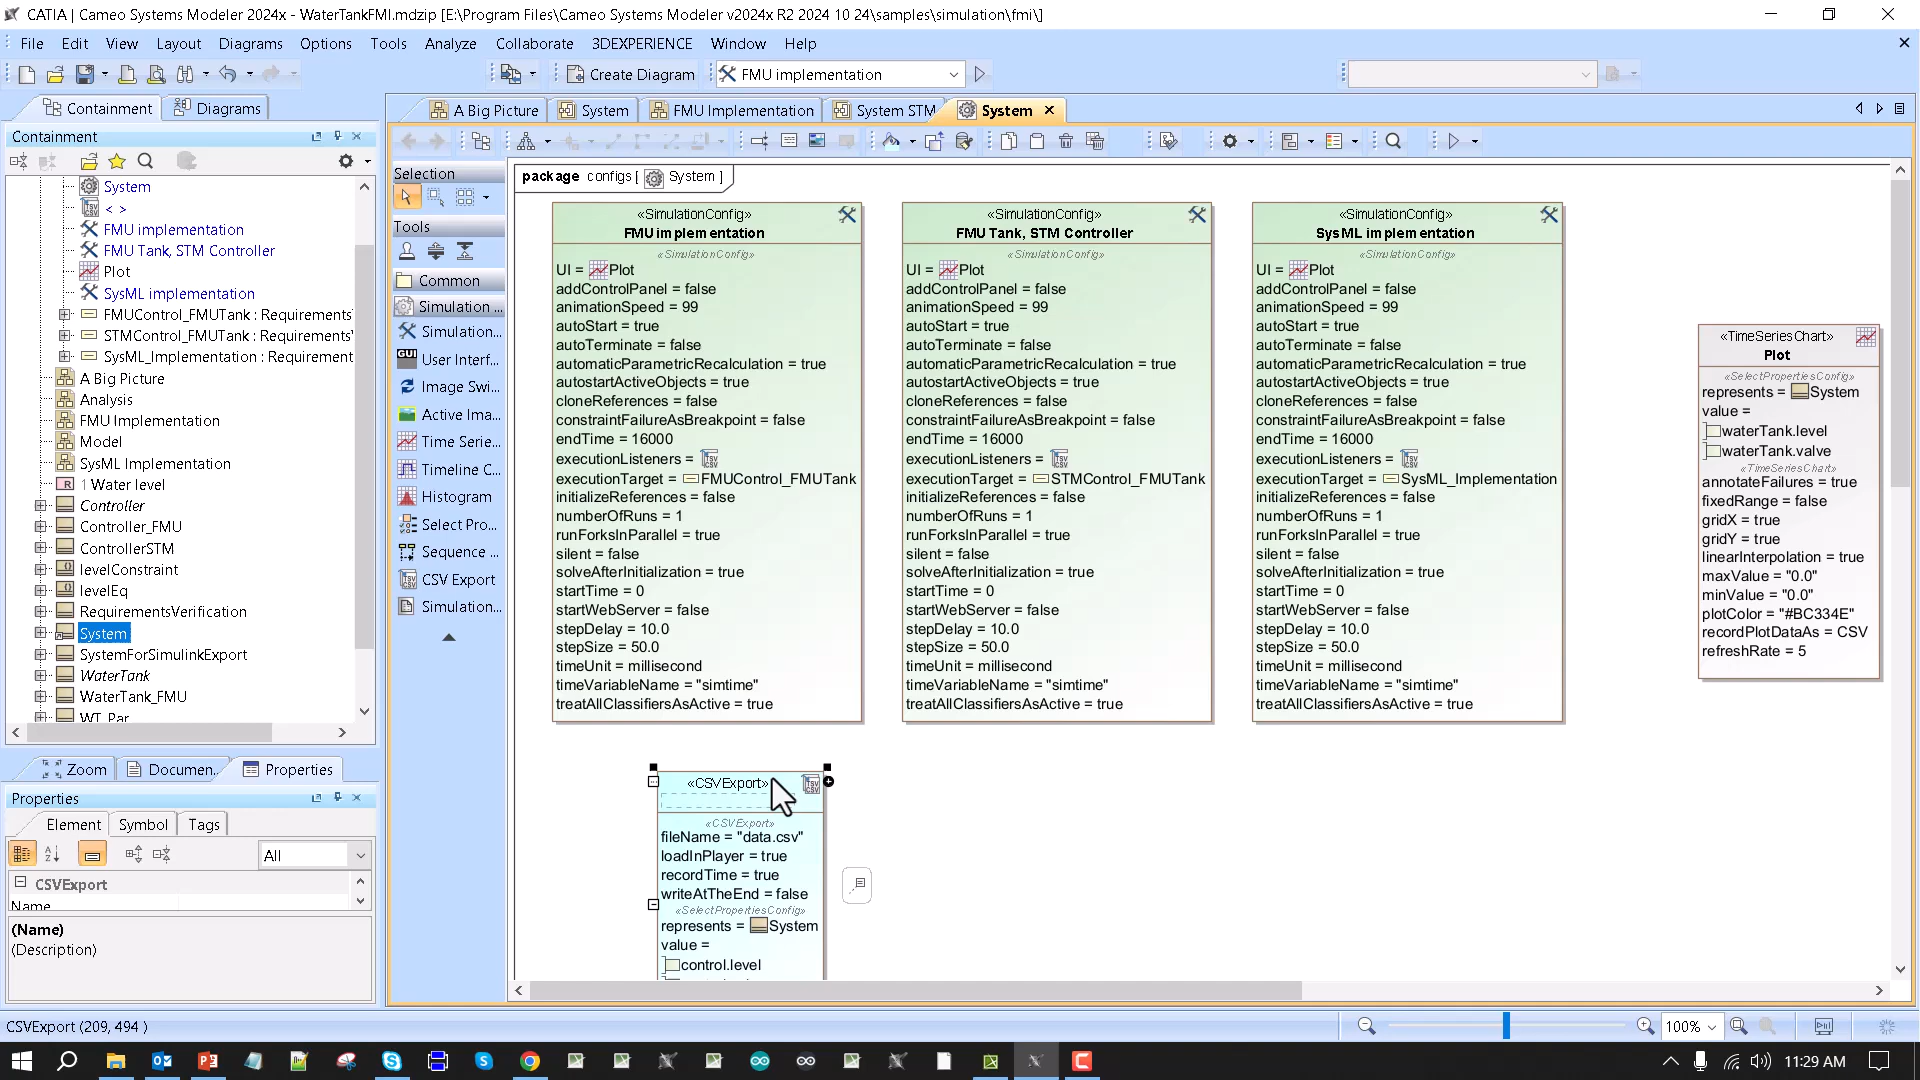 CATIA | Cameo Systems Modeler 2024x - WaterTankFMI.mdzip [E:\Program Files\Cameo Systems Modeler v2024x R2 2024 10 24\samples\simulation\fmi\]
File Edit View Layout Diagrams Options Tools Analyze Collaborate 3DEXPERIENCE Window Help
Create Diagram FMU implementation
Containment Diagrams
A Big Picture System FMU Implementation System STM System
Containment
System
< >
FMU implementation
FMU Tank, STM Controller
Plot
SysML implementation
FMUControl_FMUTank : Requirements
STMControl_FMUTank : Requirements
SysML_Implementation : Requirement
A Big Picture
Analysis
FMU Implementation
Model
SysML Implementation
1 Water level
Controller
Controller_FMU
ControllerSTM
levelConstraint
levelEq
RequirementsVerification
System
SystemForSimulinkExport
WaterTank
WaterTank_FMU
WT_Par
Zoom Documen... Properties
Properties
Element Symbol Tags
All
CSVExport
Name
(Name)
(Description)
Selection
Tools
Common
Simulation ...
Simulation...
User Interf...
Image Swi...
Active Ima...
Time Serie...
Timeline C...
Histogram
Select Pro...
Sequence ...
CSV Export
Simulation...
package configs [ System ]
«SimulationConfig»
FMU implementation
«SimulationConfig»
UI = Plot
addControlPanel = false
animationSpeed = 99
autoStart = true
autoTerminate = false
automaticParametricRecalculation = true
autostartActiveObjects = true
cloneReferences = false
constraintFailureAsBreakpoint = false
endTime = 16000
executionListeners =
executionTarget = FMUControl_FMUTank
initializeReferences = false
numberOfRuns = 1
runForksInParallel = true
silent = false
solveAfterInitialization = true
startTime = 0
startWebServer = false
stepDelay = 10.0
stepSize = 50.0
timeUnit = millisecond
timeVariableName = "simtime"
treatAllClassifiersAsActive = true
«SimulationConfig»
FMU Tank, STM Controller
«SimulationConfig»
UI = Plot
addControlPanel = false
animationSpeed = 99
autoStart = true
autoTerminate = false
automaticParametricRecalculation = true
autostartActiveObjects = true
cloneReferences = false
constraintFailureAsBreakpoint = false
endTime = 16000
executionListeners =
executionTarget = STMControl_FMUTank
initializeReferences = false
numberOfRuns = 1
runForksInParallel = true
silent = false
solveAfterInitialization = true
startTime = 0
startWebServer = false
stepDelay = 10.0
stepSize = 50.0
timeUnit = millisecond
timeVariableName = "simtime"
treatAllClassifiersAsActive = true
«SimulationConfig»
SysML implementation
«SimulationConfig»
UI = Plot
addControlPanel = false
animationSpeed = 99
autoStart = true
autoTerminate = false
automaticParametricRecalculation = true
autostartActiveObjects = true
cloneReferences = false
constraintFailureAsBreakpoint = false
endTime = 16000
executionListeners =
executionTarget = SysML_Implementation
initializeReferences = false
numberOfRuns = 1
runForksInParallel = true
silent = false
solveAfterInitialization = true
startTime = 0
startWebServer = false
stepDelay = 10.0
stepSize = 50.0
timeUnit = millisecond
timeVariableName = "simtime"
treatAllClassifiersAsActive = true
«TimeSeriesChart»
Plot
«SelectPropertiesConfig»
represents = System
value =
waterTank.level
waterTank.valve
«TimeSeriesChart»
annotateFailures = true
fixedRange = false
gridX = true
gridY = true
linearInterpolation = true
maxValue = "0.0"
minValue = "0.0"
plotColor = "#BC334E"
recordPlotDataAs = CSV
refreshRate = 5
«CSVExport»
«CSVExport»
fileName = "data.csv"
loadInPlayer = true
recordTime = true
writeAtTheEnd = false
«SelectPropertiesConfig»
represents = System
value =
control.level
CSVExport (209, 494 )
100%
11:29 AM